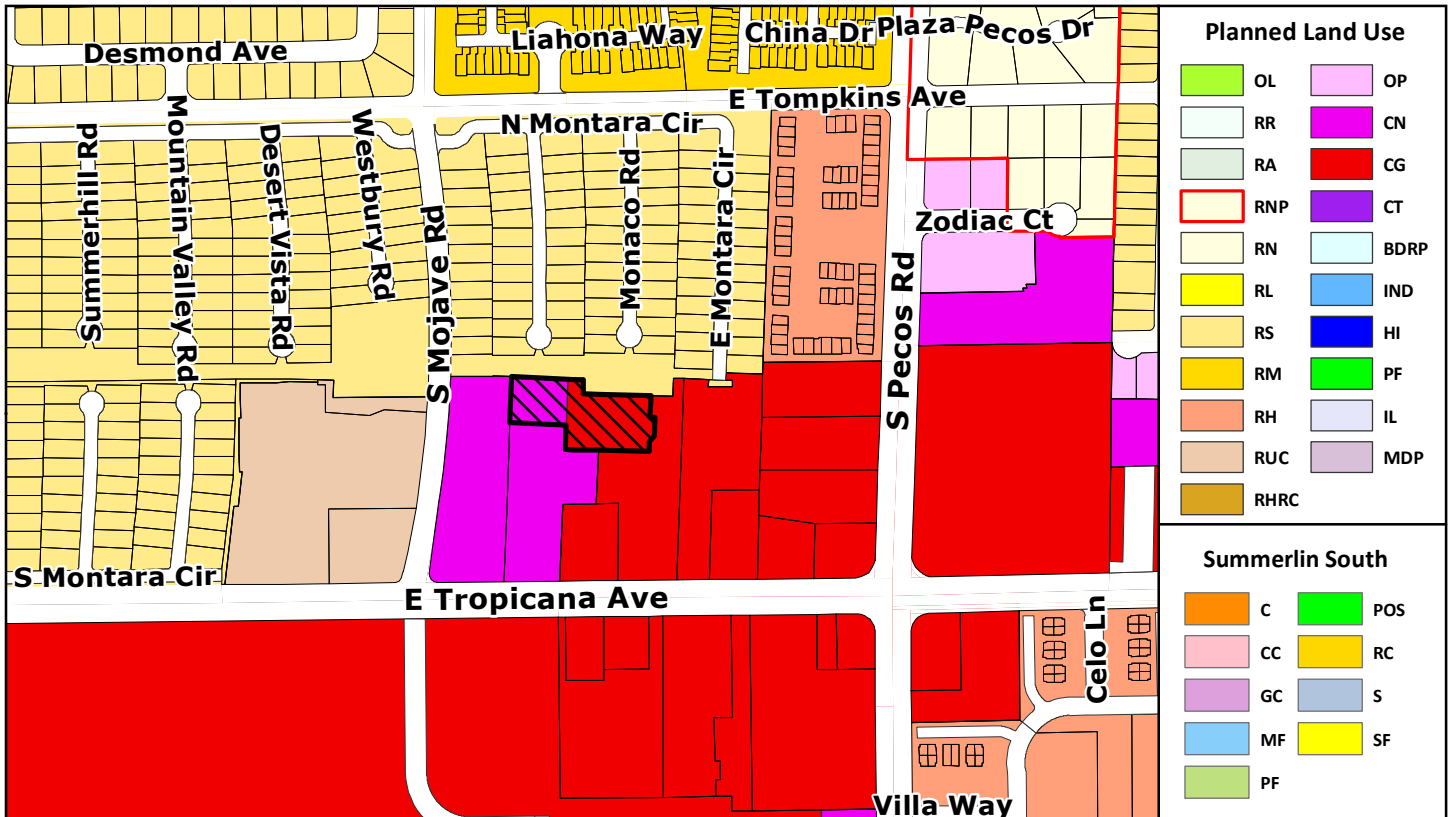 Desmond Ave
Liahona Way
China Dr
Plaza Pecos Dr
E Tompkins Ave
N Montara Cir
Summerhill Rd
Mountain Valley Rd
Desert Vista Rd
Westbury Rd
S Mojave Rd
Monaco Rd
E Montara Cir
Zodiac Ct
S Pecos Rd
S Montara Cir
E Tropicana Ave
Celo Ln
Villa Way
Planned Land Use
OL
RR
RA
RNP
RN
RL
RS
RM
RH
RUC
RHRC
OP
CN
CG
CT
BDRP
IND
HI
PF
IL
MDP
Summerlin South
C
CC
GC
MF
PF
POS
RC
S
SF